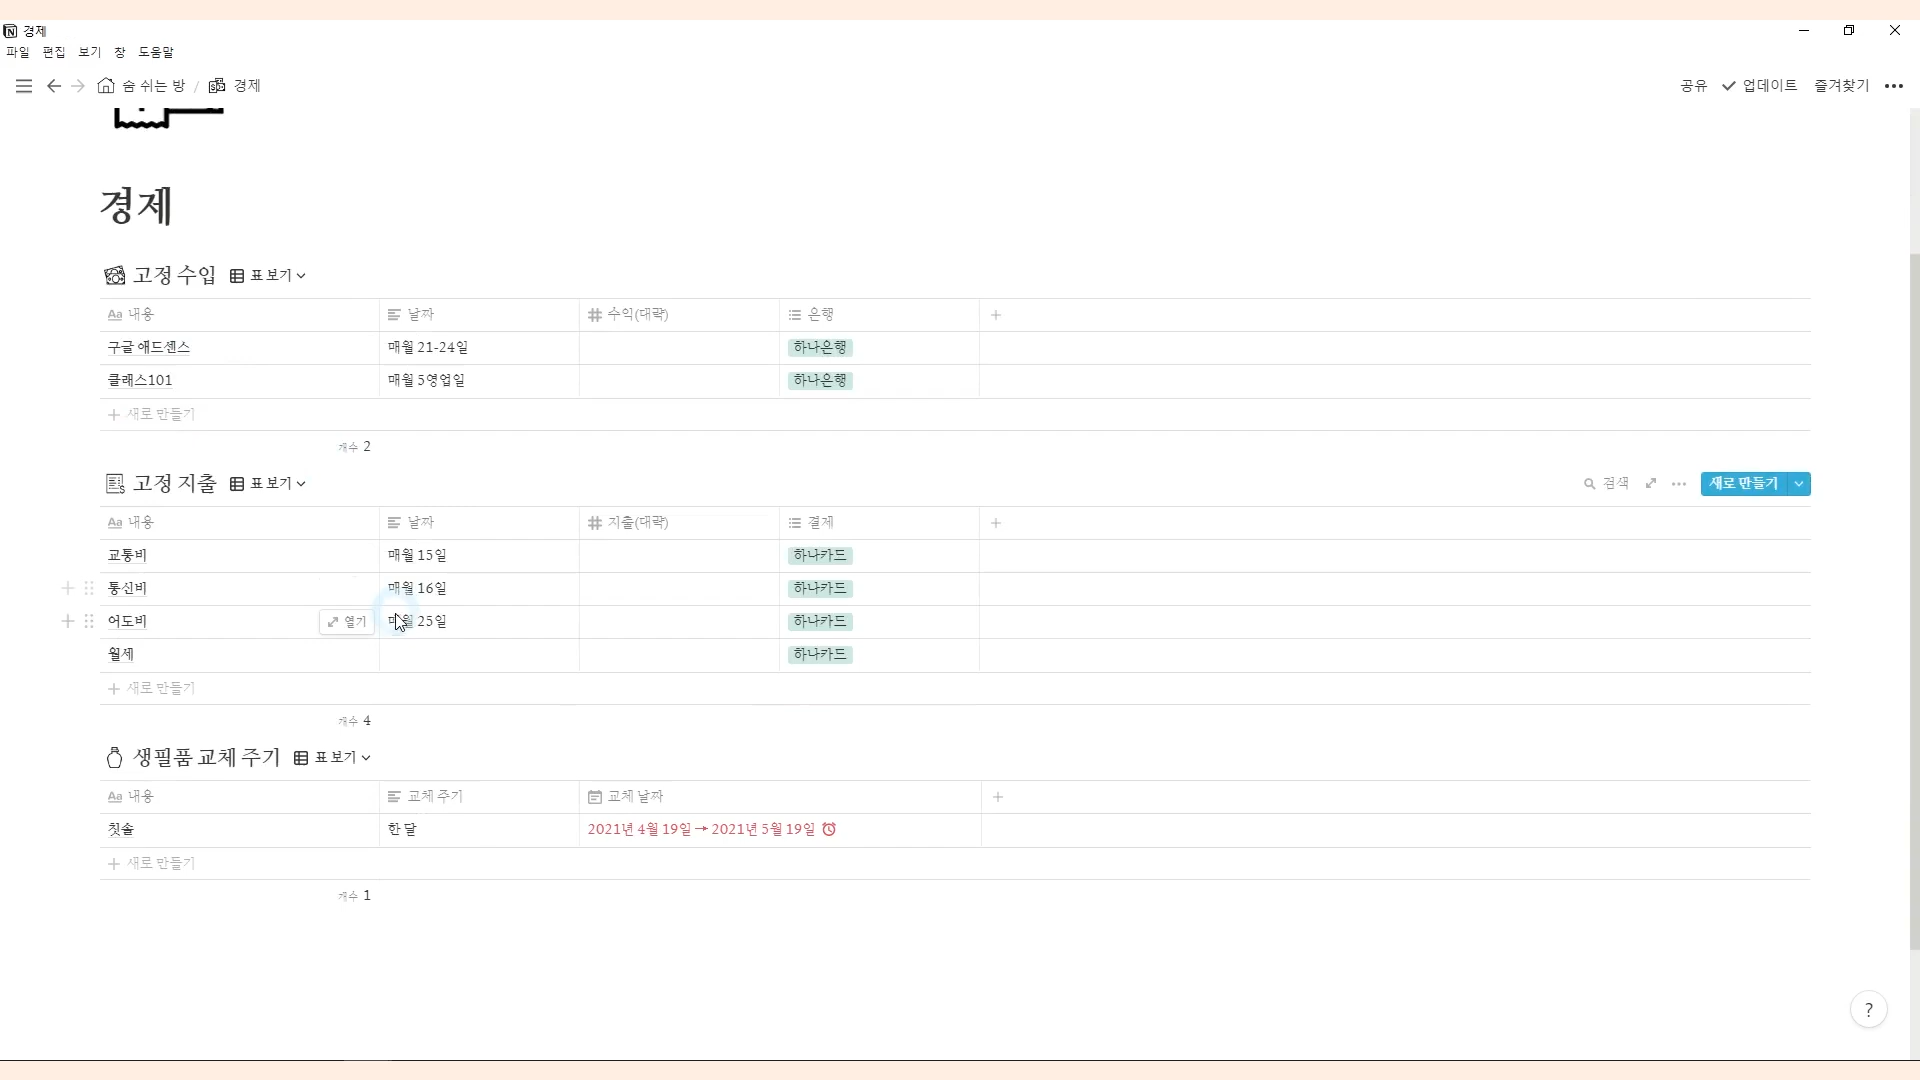 경제
파일 편집 보기 창 도움말
숨 쉬는 방 / 경제
공유 업데이트 즐겨찾기
경제
고정 수입 표 보기
Aa 내용 날짜 # 수익(대략) 은행
구글 애드센스 매월 21-24일 하나은행
클래스101 매월 5영업일 하나은행
+ 새로 만들기
개수 2
고정 지출 표 보기 검색 새로 만들기
Aa 내용 날짜 # 지출(대략) 결제
교통비 매월 15일 하나카드
통신비 매월 16일 하나카드
어도비 열기 매월 25일 하나카드
월세 하나카드
+ 새로 만들기
개수 4
생필품 교체 주기 표 보기
Aa 내용 교체 주기 교체 날짜
칫솔 한 달 2021년 4월 19일 → 2021년 5월 19일
+ 새로 만들기
개수 1
?